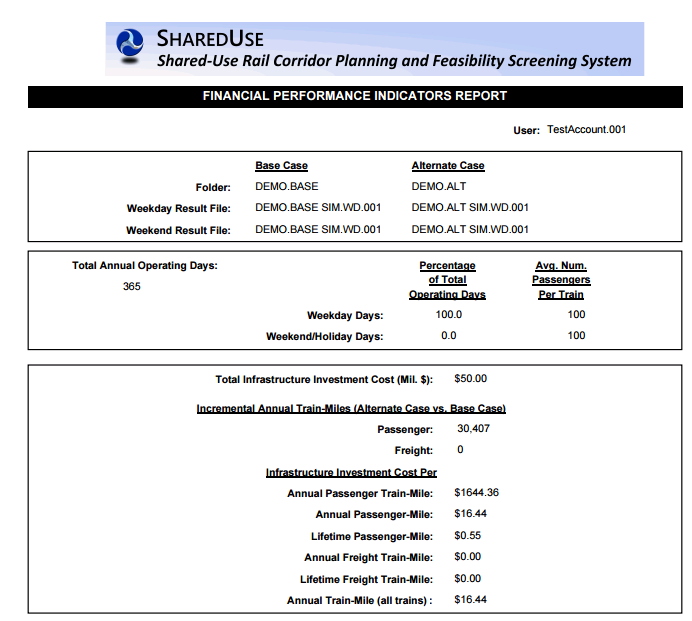 SHAREDUSE
Shared-Use Rail Corridor Planning and Feasibility Screening System
FINANCIAL PERFORMANCE INDICATORS REPORT
User: TestAccount.001
Base Case Alternate Case
Folder: DEMO.BASE DEMO.ALT
Weekday Result File: DEMO.BASE SIM.WD.001 DEMO.ALT SIM.WD.001
Weekend Result File: DEMO.BASE SIM.WD.001 DEMO.ALT SIM.WD.001
Total Annual Operating Days:
365
Percentage
of Total
Operating Days
Avg. Num.
Passengers
Per Train
Weekday Days: 100.0 100
Weekend/Holiday Days: 0.0 100
Total Infrastructure Investment Cost (Mil. $): $50.00
Incremental Annual Train-Miles (Alternate Case vs. Base Case)
Passenger: 30,407
Freight: 0
Infrastructure Investment Cost Per
Annual Passenger Train-Mile: $1644.36
Annual Passenger-Mile: $16.44
Lifetime Passenger-Mile: $0.55
Annual Freight Train-Mile: $0.00
Lifetime Freight Train-Mile: $0.00
Annual Train-Mile (all trains) : $16.44